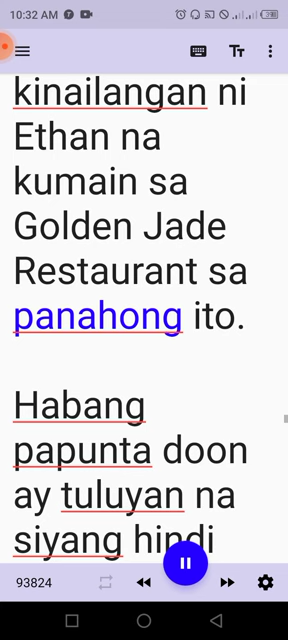 10:32 AM
kinailangan ni
Ethan na
kumain sa
Golden Jade
Restaurant sa
panahong ito.
Habang
papunta doon
ay tuluyan na
siyang hindi
93824